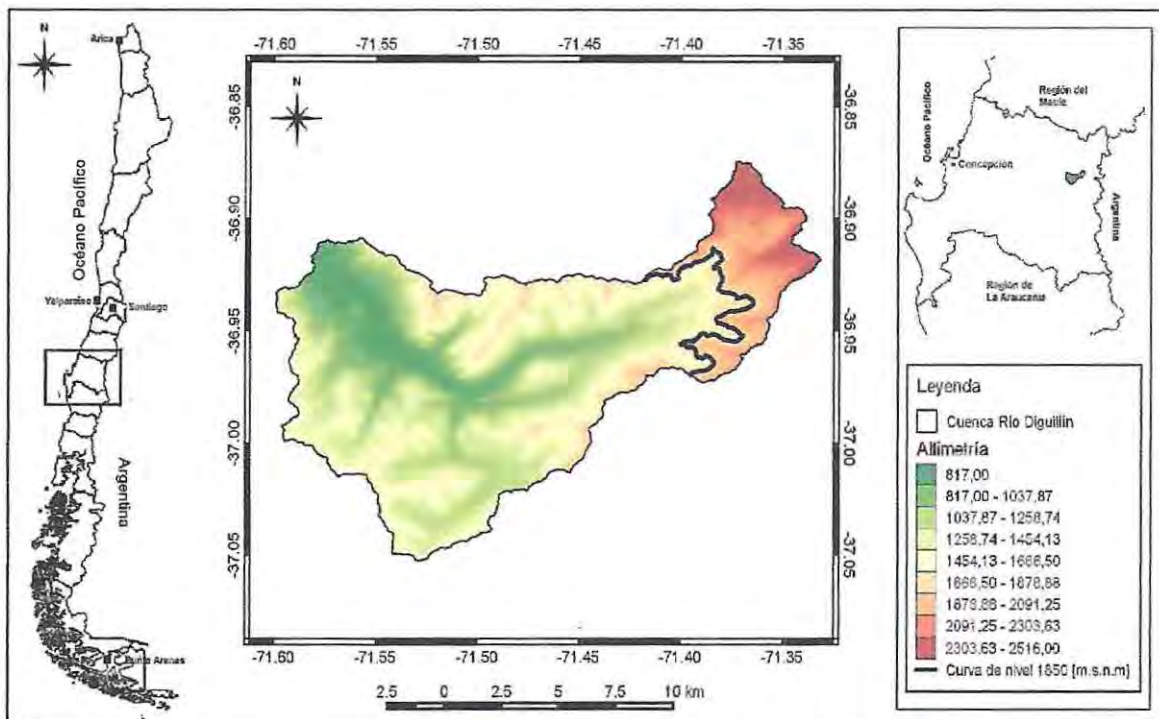 N
Arica
Océano Pacífico
Valparaíso
Santiago
Argentina
Punta Arenas
-71.60 -71.55 -71.50 -71.45 -71.40 -71.35
N
-36.85
-36.90
-36.95
-37.00
-37.05
-36.85
-36.90
-36.95
-37.00
-37.05
-71.60 -71.55 -71.50 -71.45 -71.40 -71.35
2.5 0 2.5 5 7.5 10 km
Región del
Maule
Océano Pacífico
Concepción
Argentina
Región de
La Araucanía
Leyenda
Cuenca Río Diguillín
Altimetría
817,00
817,00 - 1037,87
1037,87 - 1258,74
1258,74 - 1454,13
1454,13 - 1666,50
1666,50 - 1878,88
1878,88 - 2091,25
2091,25 - 2303,63
2303,63 - 2516,00
Curva de nivel 1850 [m.s.n.m]